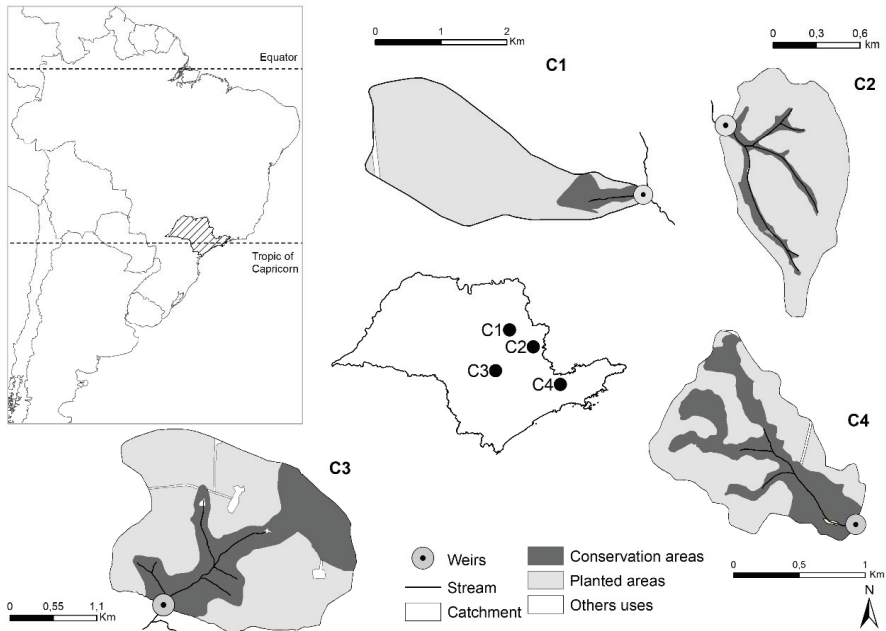 Equator
Tropic of
Capricorn
0 1 2
Km
C1
0 0,3 0,6
km
C2
C1
C2
C3
C4
C3
0 0,55 1,1
Km
C4
0 0,5 1
Km
N
Weirs
Stream
Catchment
Conservation areas
Planted areas
Others uses